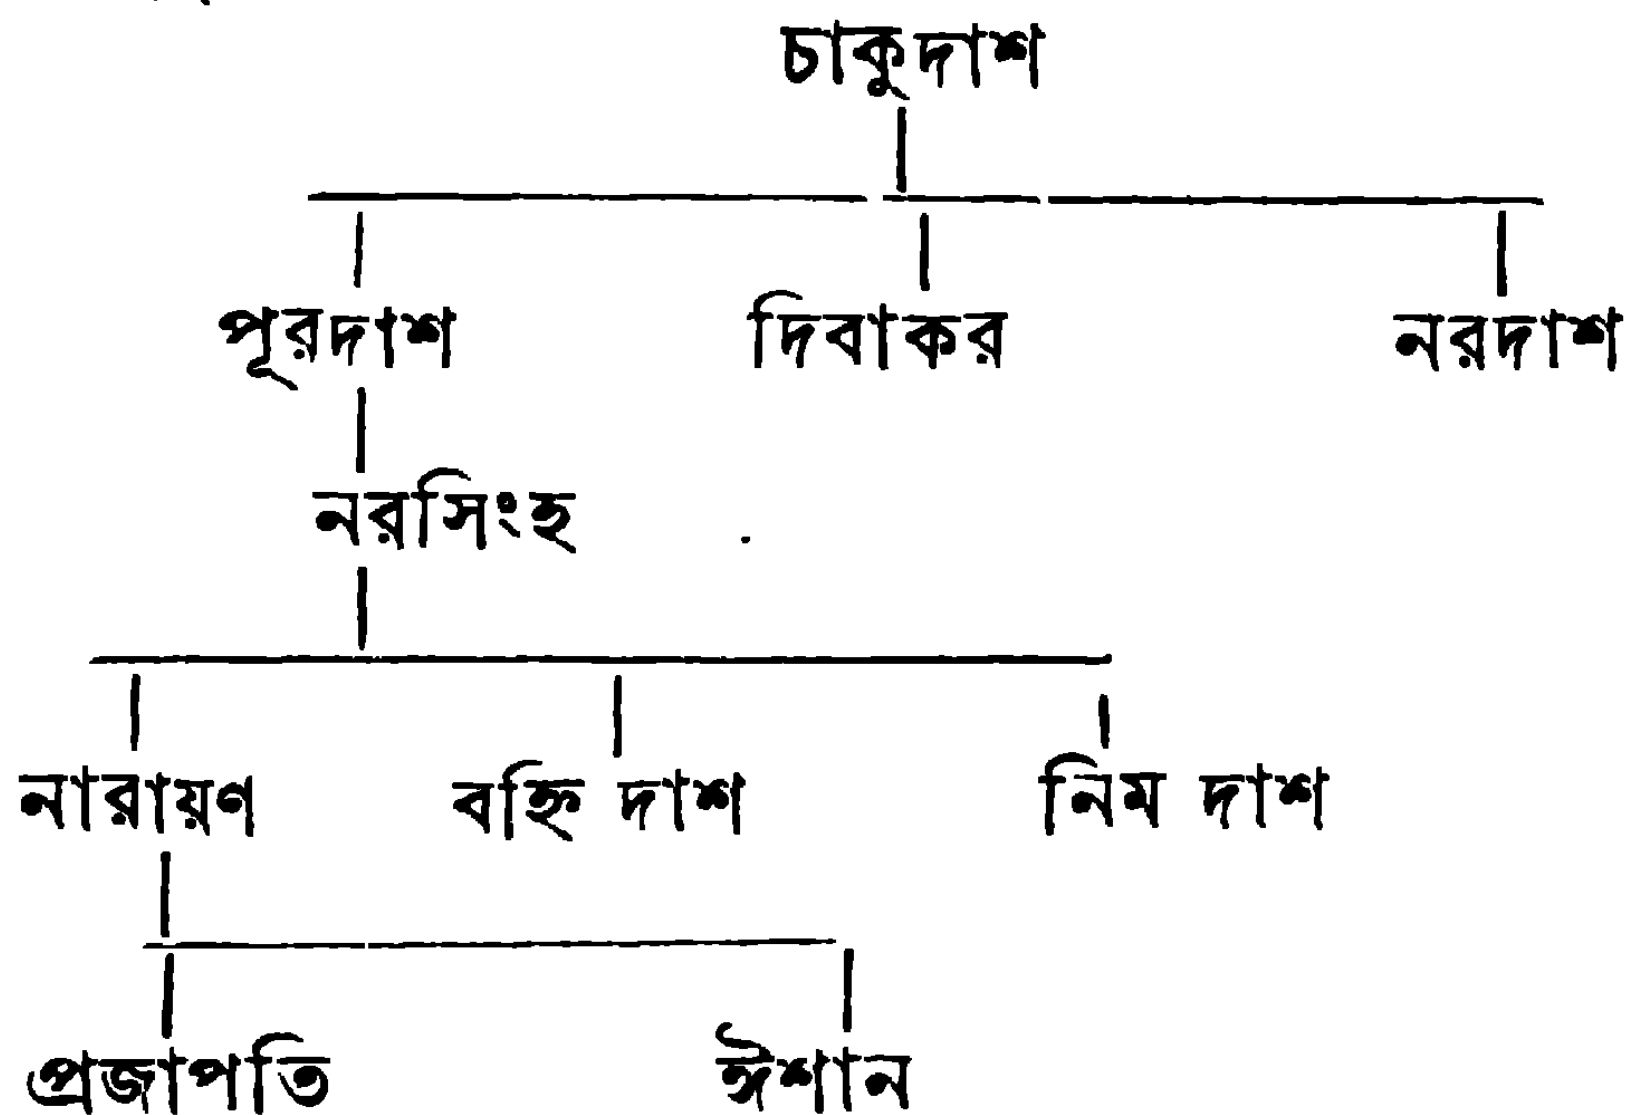 চাকুদাশ
পূরদাশ দিবাকর নরদাশ
নরসিংহ
নারায়ণ বহ্নি দাশ নিম দাশ
প্রজাপতি ঈশান